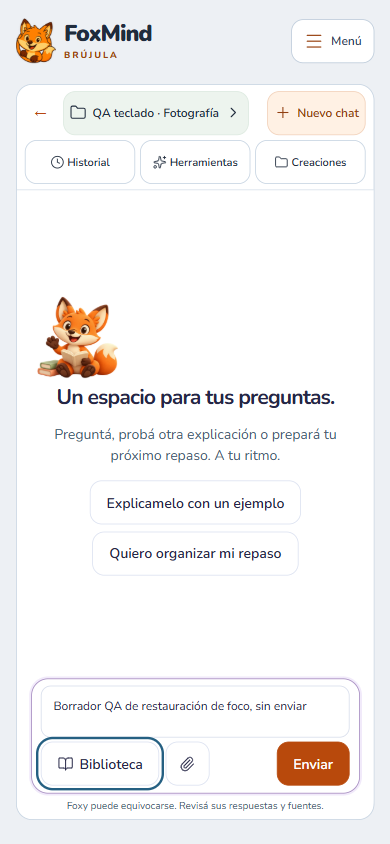 FoxMind
BRÚJULA
Menú
←
QA teclado · Fotografía
+ Nuevo chat
Historial
Herramientas
Creaciones
Un espacio para tus preguntas.
Preguntá, probá otra explicación o prepará tu
próximo repaso. A tu ritmo.
Explicamelo con un ejemplo
Quiero organizar mi repaso
Borrador QA de restauración de foco, sin enviar
Biblioteca
Enviar
Foxy puede equivocarse. Revisá sus respuestas y fuentes.